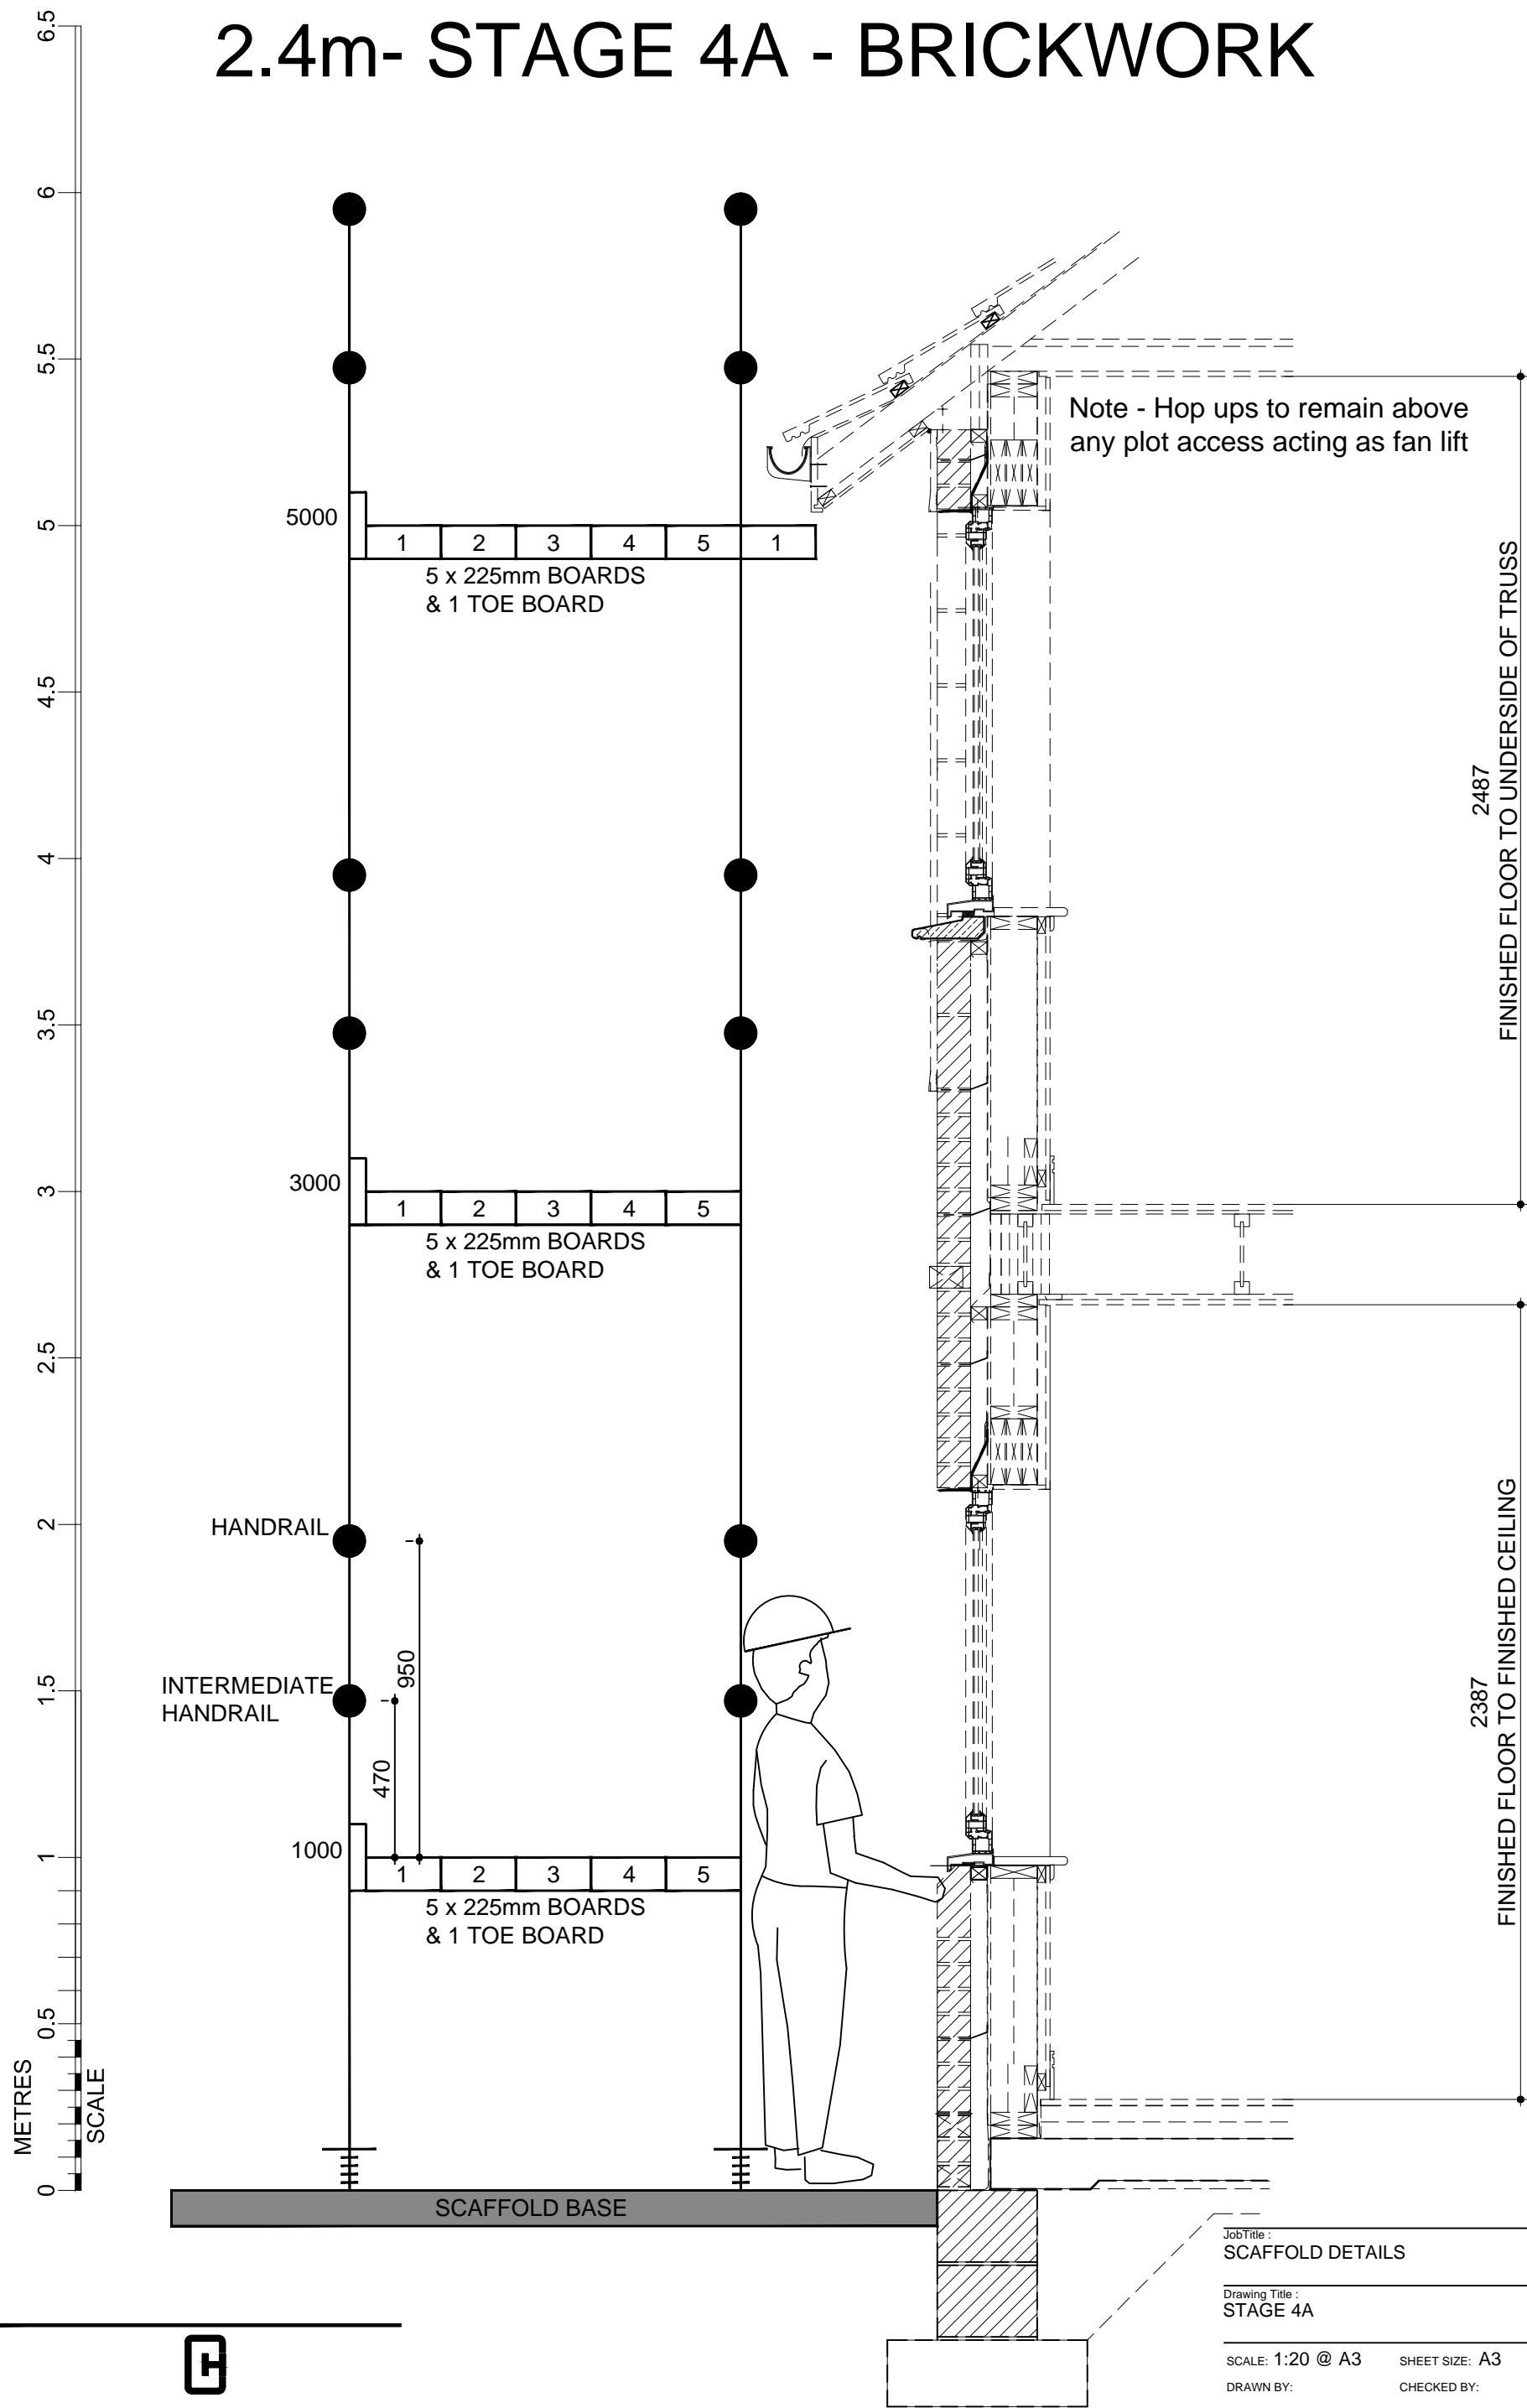 2.4m- STAGE 4A - BRICKWORK
6.5
6
5.5
5
4.5
4
3.5
3
2.5
2
1.5
1
0.5
0
METRES
SCALE
Note - Hop ups to remain above
any plot access acting as fan lift
5000
1 2 3 4 5 1
5 x 225mm BOARDS
& 1 TOE BOARD
2487
FINISHED FLOOR TO UNDERSIDE OF TRUSS
3000
1 2 3 4 5
5 x 225mm BOARDS
& 1 TOE BOARD
HANDRAIL
INTERMEDIATE
HANDRAIL
950
470
2387
FINISHED FLOOR TO FINISHED CEILING
1000
1 2 3 4 5
5 x 225mm BOARDS
& 1 TOE BOARD
SCAFFOLD BASE
JobTitle :
SCAFFOLD DETAILS
Drawing Title :
STAGE 4A
SCALE: 1:20 @ A3 SHEET SIZE: A3
DRAWN BY: CHECKED BY: